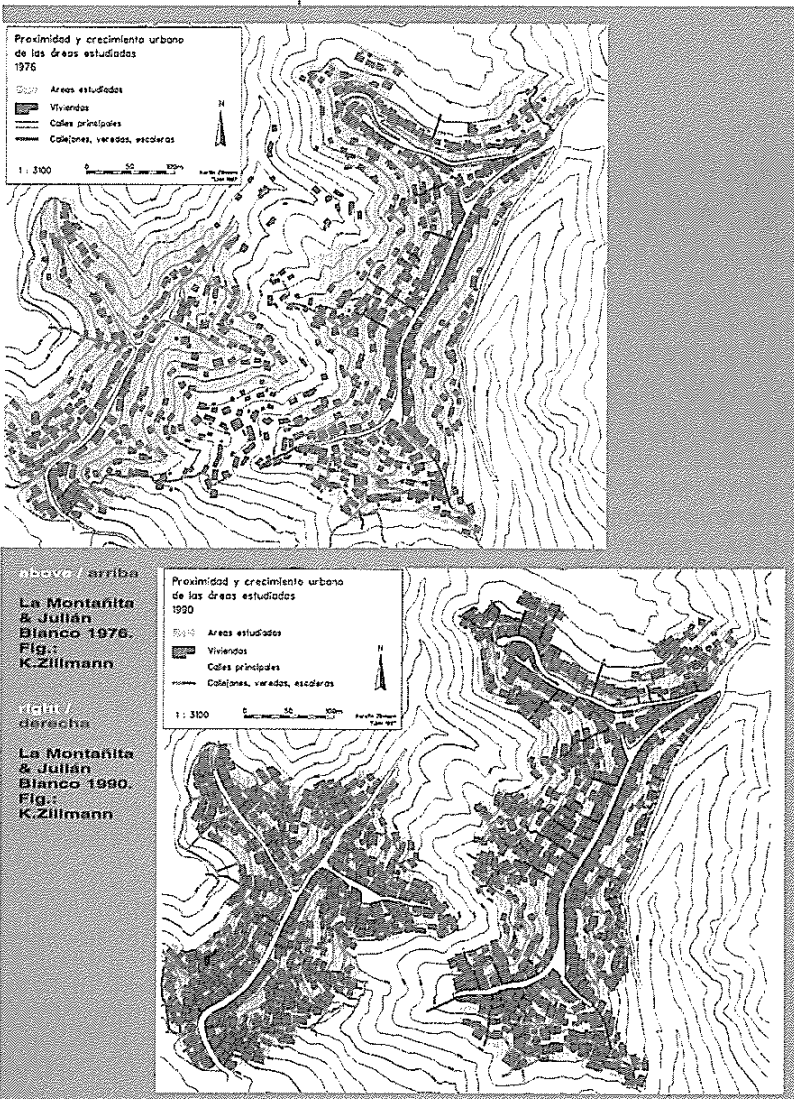 Proximidad y crecimiento urbano
de las áreas estudiadas
1976
Areas estudiadas
Viviendas
Calles principales
Callejones, veredas, escaleras
N
1 : 3100
0 50 100m
above / arriba
La Montañita
& Julián
Blanco 1976.
Fig.:
K.Zillmann
right /
derecha
La Montañita
& Julián
Blanco 1990.
Fig.:
K.Zillmann
Proximidad y crecimiento urbano
de las áreas estudiadas
1990
Areas estudiadas
Viviendas
Calles principales
Callejones, veredas, escaleras
N
1 : 3100
0 50 100m